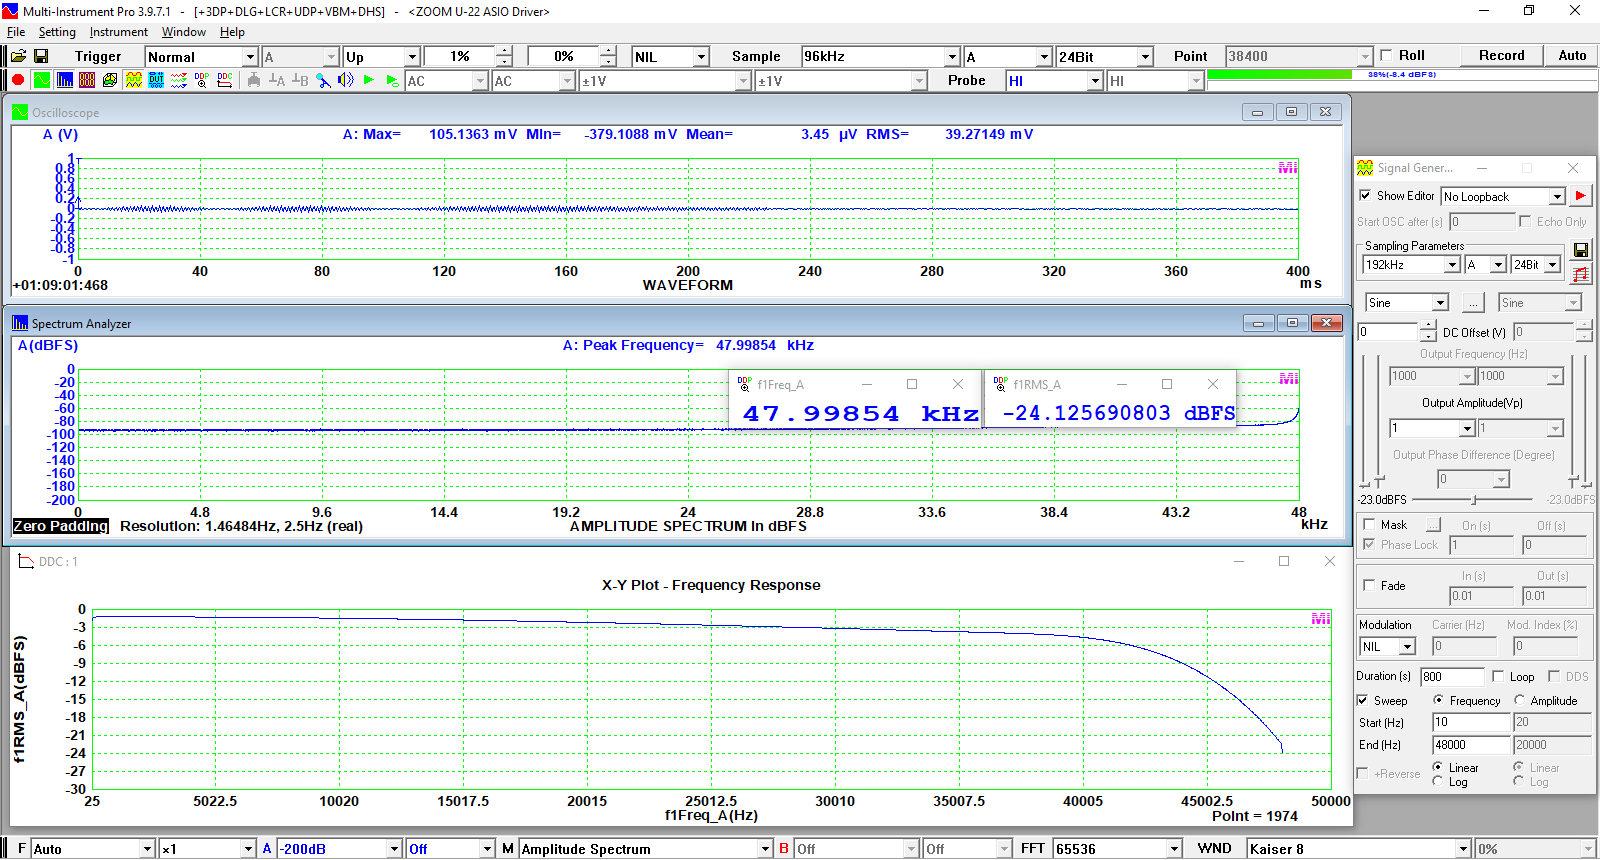 Multi-Instrument Pro 3.9.7.1 - [+3DP+DLG+LCR+UDP+VBM+DHS] - <ZOOM U-22 ASIO Driver>
File Setting Instrument Window Help
Trigger Normal A Up 1% 0% NIL Sample 96kHz A 24Bit Point 38400 Roll Record Auto
AC AC ±1V ±1V Probe HI HI 38%(-8.4 dBFS)
Oscilloscope
A (V) A: Max= 105.1363 mV Min= -379.1088 mV Mean= 3.45 µV RMS= 39.27149 mV
1
0.8
0.6
0.4
0.2
0
-0.2
-0.4
-0.6
-0.8
-1
MI
0 40 80 120 160 200 240 280 320 360 400
+01:09:01:468 WAVEFORM ms
Spectrum Analyzer
A(dBFS) A: Peak Frequency= 47.99854 kHz
0
-20
-40
-60
-80
-100
-120
-140
-160
-180
-200
MI
f1Freq_A
47.99854 kHz
f1RMS_A
-24.125690803 dBFS
0 4.8 9.6 14.4 19.2 24 28.8 33.6 38.4 43.2 48
Zero Padding Resolution: 1.46484Hz, 2.5Hz (real) AMPLITUDE SPECTRUM in dBFS kHz
DDC : 1
X-Y Plot - Frequency Response
f1RMS_A(dBFS)
0
-3
-6
-9
-12
-15
-18
-21
-24
-27
-30
MI
25 5022.5 10020 15017.5 20015 25012.5 30010 35007.5 40005 45002.5 50000
f1Freq_A(Hz) Point = 1974
Signal Gener...
Show Editor No Loopback
Start OSC after (s) 0 Echo Only
Sampling Parameters
192kHz A 24Bit
Sine ... Sine
0 DC Offset (V) 0
Output Frequency (Hz)
1000 1000
Output Amplitude(Vp)
1 1
Output Phase Difference (Degree)
0
-23.0dBFS -23.0dBFS
Mask ... On (s) Off (s)
Phase Lock 1 0
Fade In (s) Out (s)
0.01 0.01
Modulation Carrier (Hz) Mod. Index (%)
NIL 0 0
Duration (s) 800 Loop DDS
Sweep Frequency Amplitude
Start (Hz) 10 20
End (Hz) 48000 20000
+Reverse Linear Linear
Log Log
F Auto ×1 A -200dB Off M Amplitude Spectrum B Off Off FFT 65536 WND Kaiser 8 0%